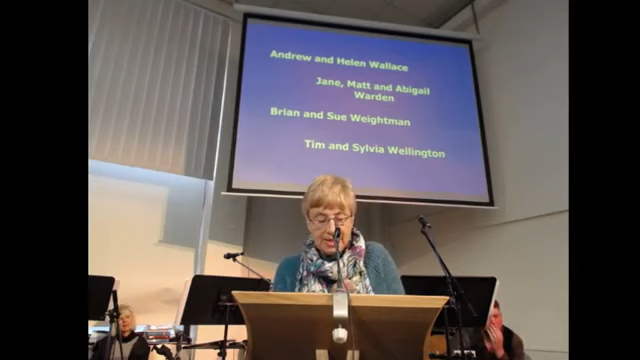 Andrew and Helen Wallace
Jane, Matt and Abigail
Warden
Brian and Sue Weightman
Tim and Sylvia Wellington